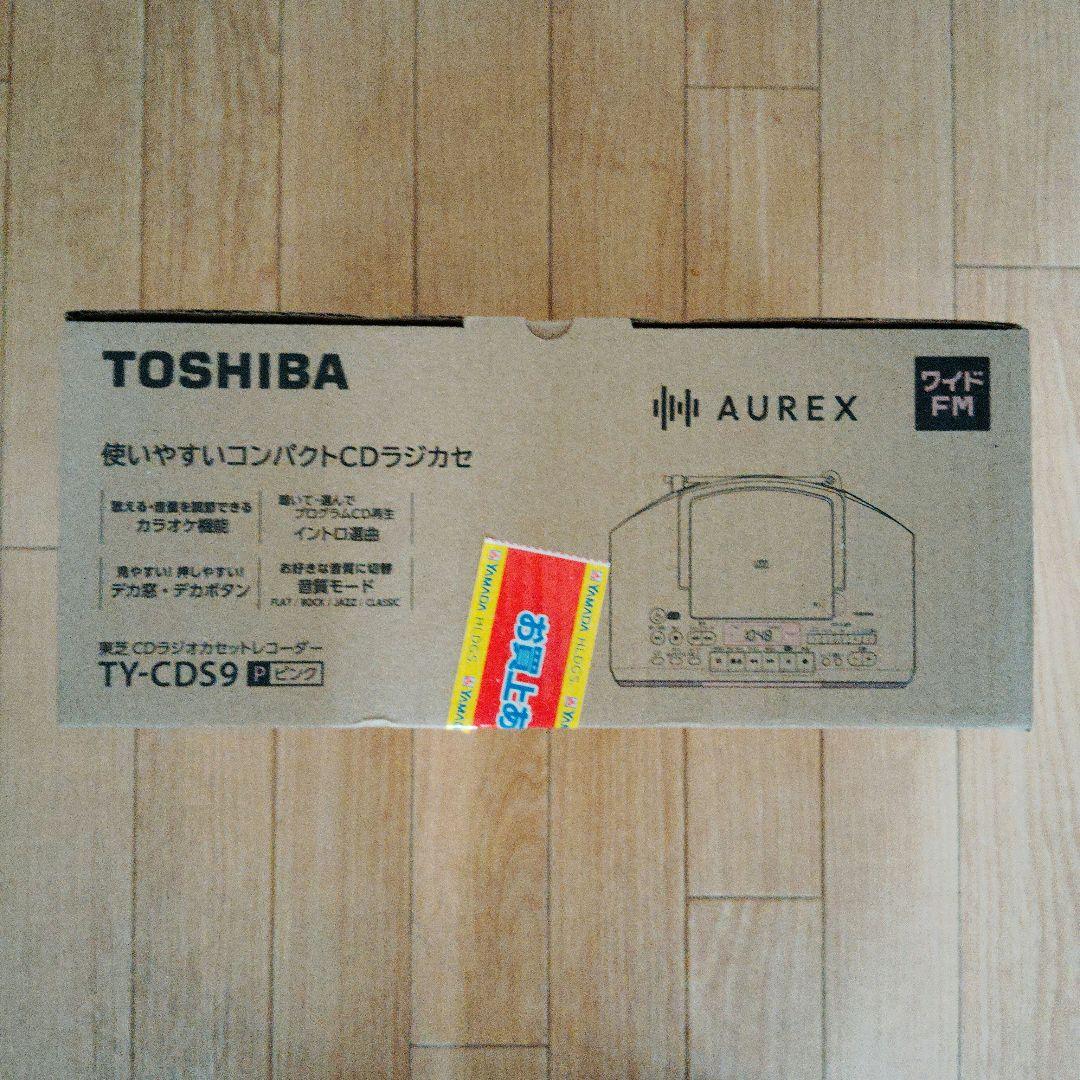 TOSHIBA
AUREX
ワイド
FM
使いやすいコンパクトCDラジカセ
歌える・音量を調節できる
カラオケ機能
聴いて・選んで
プログラムCD再生
イントロ選曲
見やすい!押しやすい!
デカ窓・デカボタン
お好きな音質に切替
音質モード
FLAT / ROCK / JAZZ / CLASSIC
東芝 CDラジオカセットレコーダー
TY-CDS9 P ピンク
YAMADA HLDGS.
YAMADA
お買上あ
YAMADA HLDGS.
YAMA